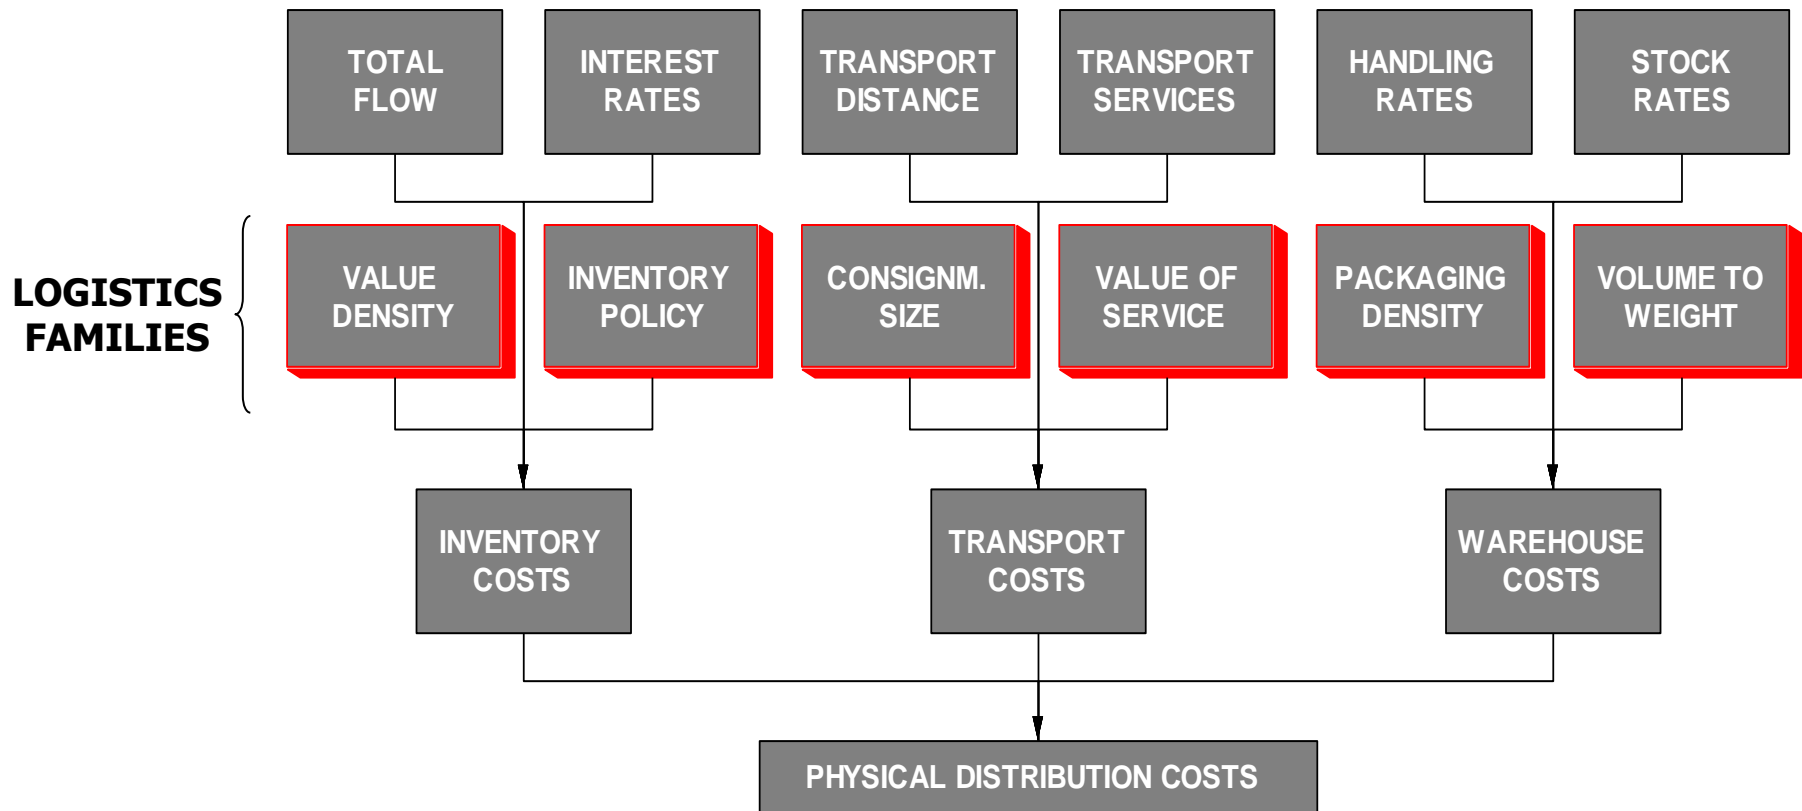 TOTAL
FLOW
INTEREST
RATES
TRANSPORT
DISTANCE
TRANSPORT
SERVICES
HANDLING
RATES
STOCK
RATES
LOGISTICS
FAMILIES
VALUE
DENSITY
INVENTORY
POLICY
CONSIGNM.
SIZE
VALUE OF
SERVICE
PACKAGING
DENSITY
VOLUME TO
WEIGHT
INVENTORY
COSTS
TRANSPORT
COSTS
WAREHOUSE
COSTS
PHYSICAL DISTRIBUTION COSTS